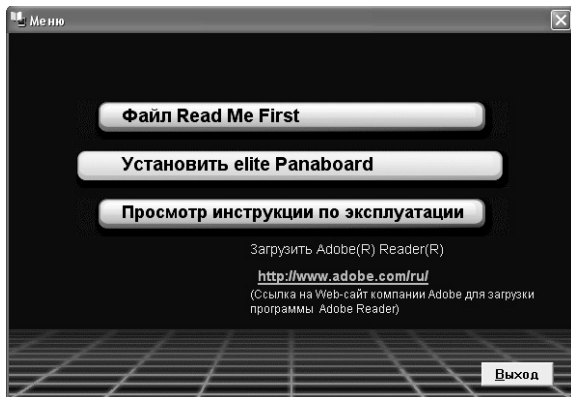 Меню
Файл Read Me First
Установить elite Panaboard
Просмотр инструкции по эксплуатации
Загрузить Adobe(R) Reader(R)
http://www.adobe.com/ru/
(Ссылка на Web-сайт компании Adobe для загрузки
программы Adobe Reader)
Выход